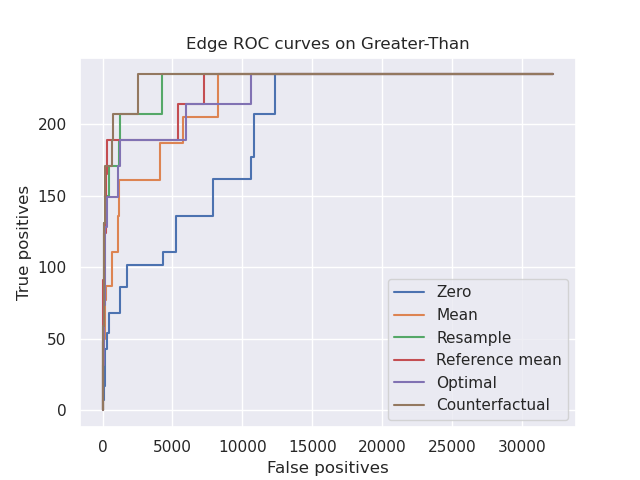 Edge ROC curves on Greater-Than
True positives
200
150
100
50
0
0 5000 10000 15000 20000 25000 30000
False positives
Zero
Mean
Resample
Reference mean
Optimal
Counterfactual